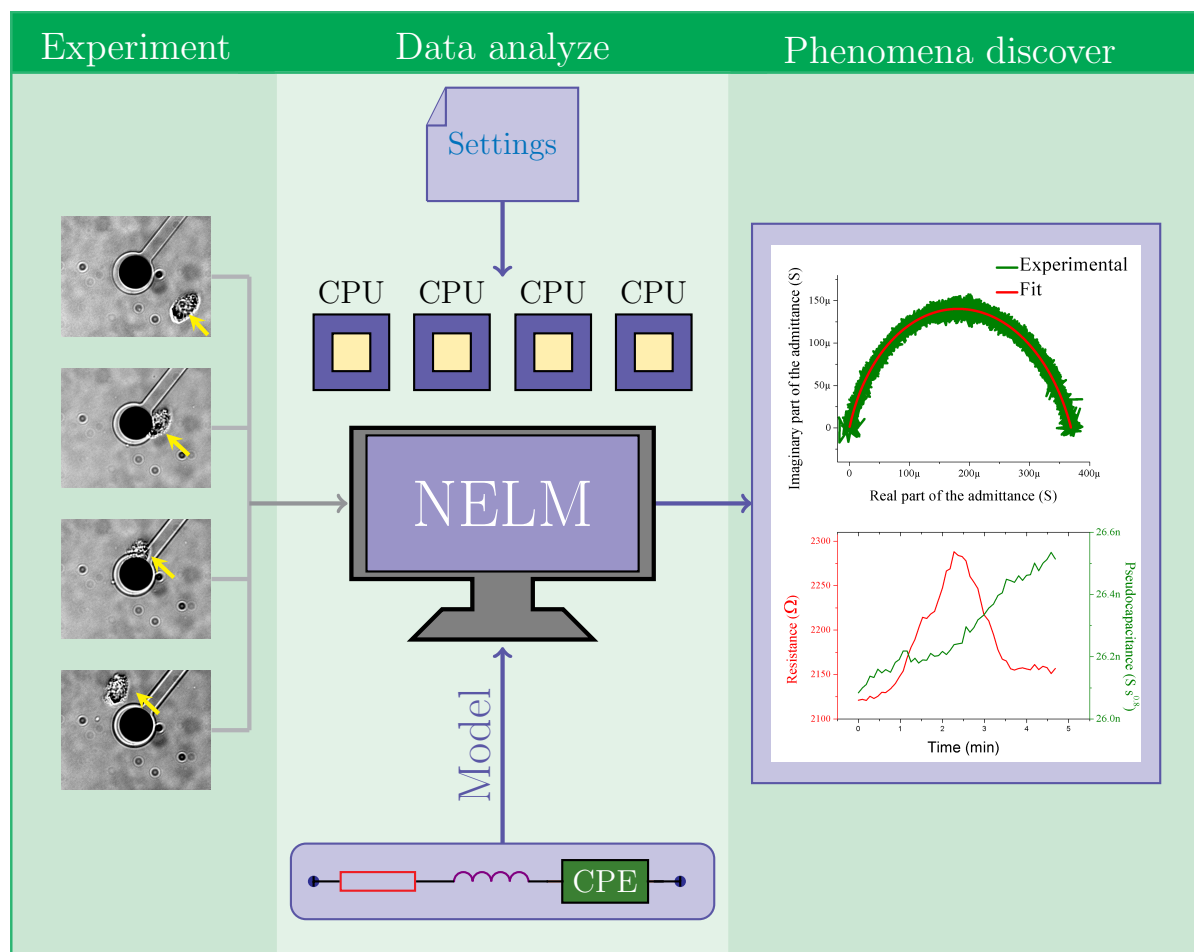 Experiment
Data analyze
Phenomena discover
Settings
CPU
CPU
CPU
CPU
NELM
Model
CPE
Experimental
Fit
Imaginary part of the admittance (S)
150µ
100µ
50µ
0
0
100µ
200µ
300µ
400µ
Real part of the admittance (S)
Resistance (Ω)
2300
2250
2200
2150
2100
26.6n
26.4n
26.2n
26.0n
Pseudocapacitance (S s^0.8)
0
1
2
3
4
5
Time (min)